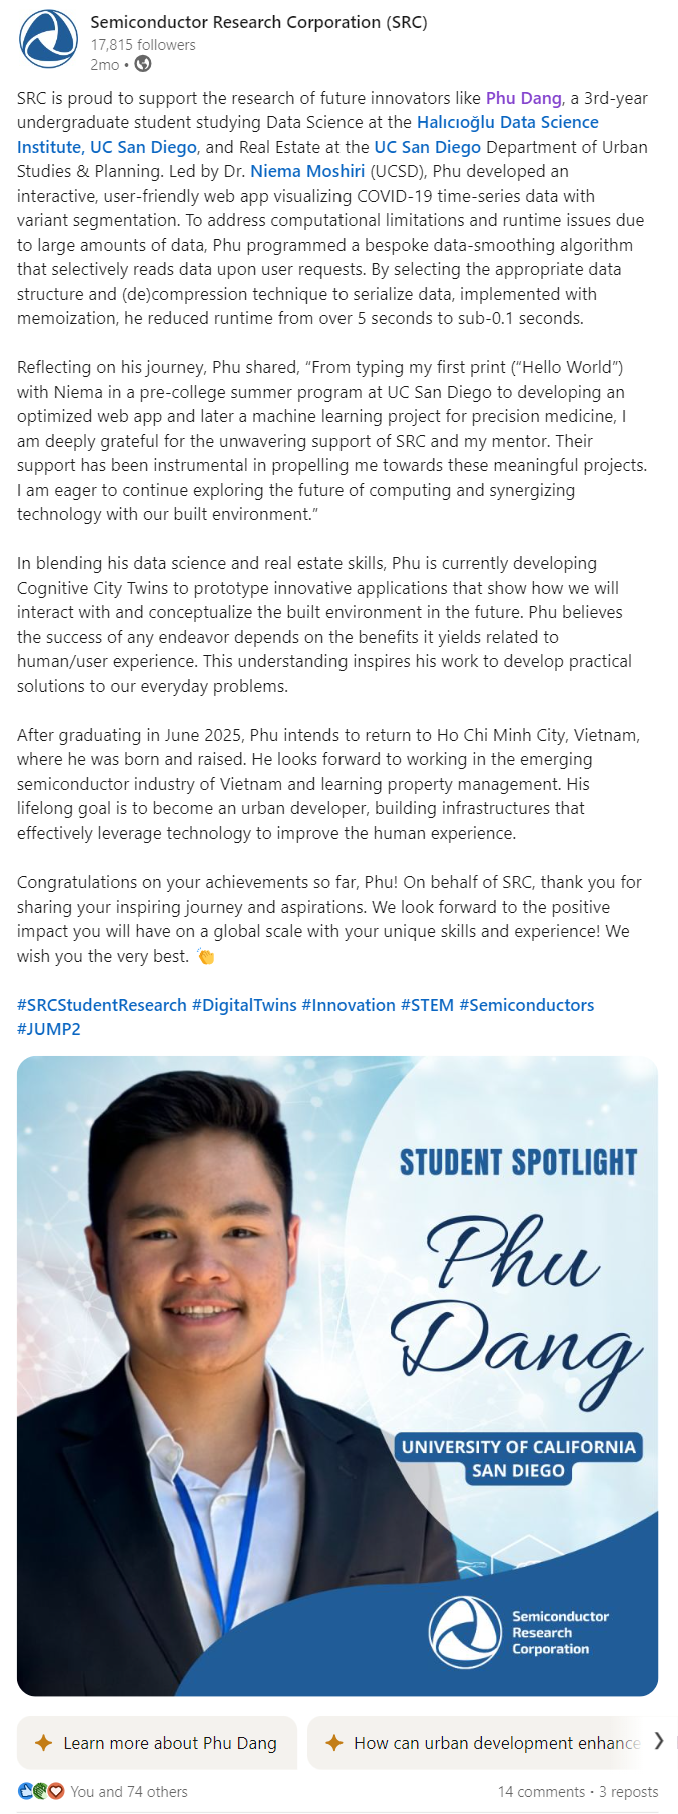 Semiconductor Research Corporation (SRC)
17,815 followers
2mo •
SRC is proud to support the research of future innovators like Phu Dang, a 3rd-year
undergraduate student studying Data Science at the Halıcıoğlu Data Science
Institute, UC San Diego, and Real Estate at the UC San Diego Department of Urban
Studies & Planning. Led by Dr. Niema Moshiri (UCSD), Phu developed an
interactive, user-friendly web app visualizing COVID-19 time-series data with
variant segmentation. To address computational limitations and runtime issues due
to large amounts of data, Phu programmed a bespoke data-smoothing algorithm
that selectively reads data upon user requests. By selecting the appropriate data
structure and (de)compression technique to serialize data, implemented with
memoization, he reduced runtime from over 5 seconds to sub-0.1 seconds.
Reflecting on his journey, Phu shared, “From typing my first print (“Hello World”)
with Niema in a pre-college summer program at UC San Diego to developing an
optimized web app and later a machine learning project for precision medicine, I
am deeply grateful for the unwavering support of SRC and my mentor. Their
support has been instrumental in propelling me towards these meaningful projects.
I am eager to continue exploring the future of computing and synergizing
technology with our built environment.”
In blending his data science and real estate skills, Phu is currently developing
Cognitive City Twins to prototype innovative applications that show how we will
interact with and conceptualize the built environment in the future. Phu believes
the success of any endeavor depends on the benefits it yields related to
human/user experience. This understanding inspires his work to develop practical
solutions to our everyday problems.
After graduating in June 2025, Phu intends to return to Ho Chi Minh City, Vietnam,
where he was born and raised. He looks forward to working in the emerging
semiconductor industry of Vietnam and learning property management. His
lifelong goal is to become an urban developer, building infrastructures that
effectively leverage technology to improve the human experience.
Congratulations on your achievements so far, Phu! On behalf of SRC, thank you for
sharing your inspiring journey and aspirations. We look forward to the positive
impact you will have on a global scale with your unique skills and experience! We
wish you the very best. 👏
#SRCStudentResearch #DigitalTwins #Innovation #STEM #Semiconductors
#JUMP2
STUDENT SPOTLIGHT
Phu
Dang
UNIVERSITY OF CALIFORNIA
SAN DIEGO
Semiconductor
Research
Corporation
Learn more about Phu Dang
How can urban development enhance
You and 74 others
14 comments • 3 reposts